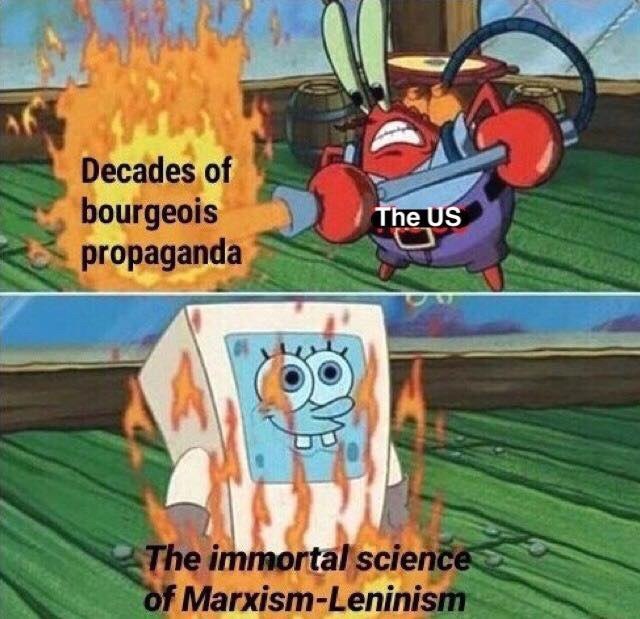 Decades of
bourgeois
propaganda
The US
The immortal science
of Marxism-Leninism